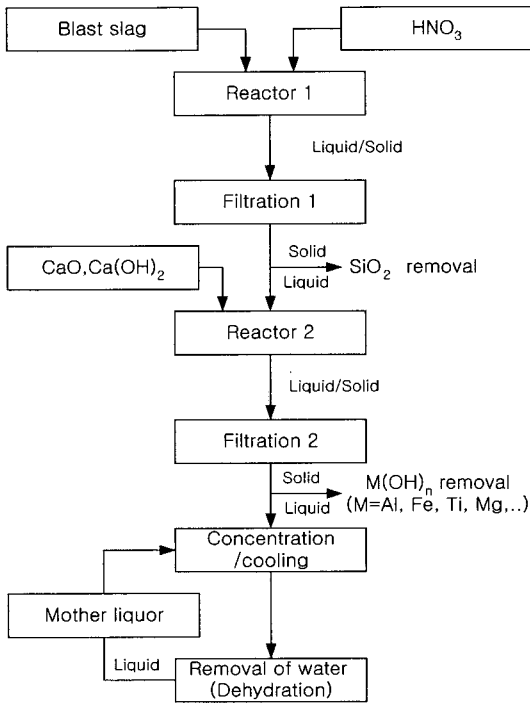 Blast slag
HNO₃
Reactor 1
Liquid/Solid
Filtration 1
Solid
SiO₂ removal
Liquid
CaO,Ca(OH)₂
Reactor 2
Liquid/Solid
Filtration 2
Solid
M(OH)ₙ removal
Liquid
(M=Al, Fe, Ti, Mg,..)
Concentration
/cooling
Mother liquor
Liquid
Removal of water
(Dehydration)